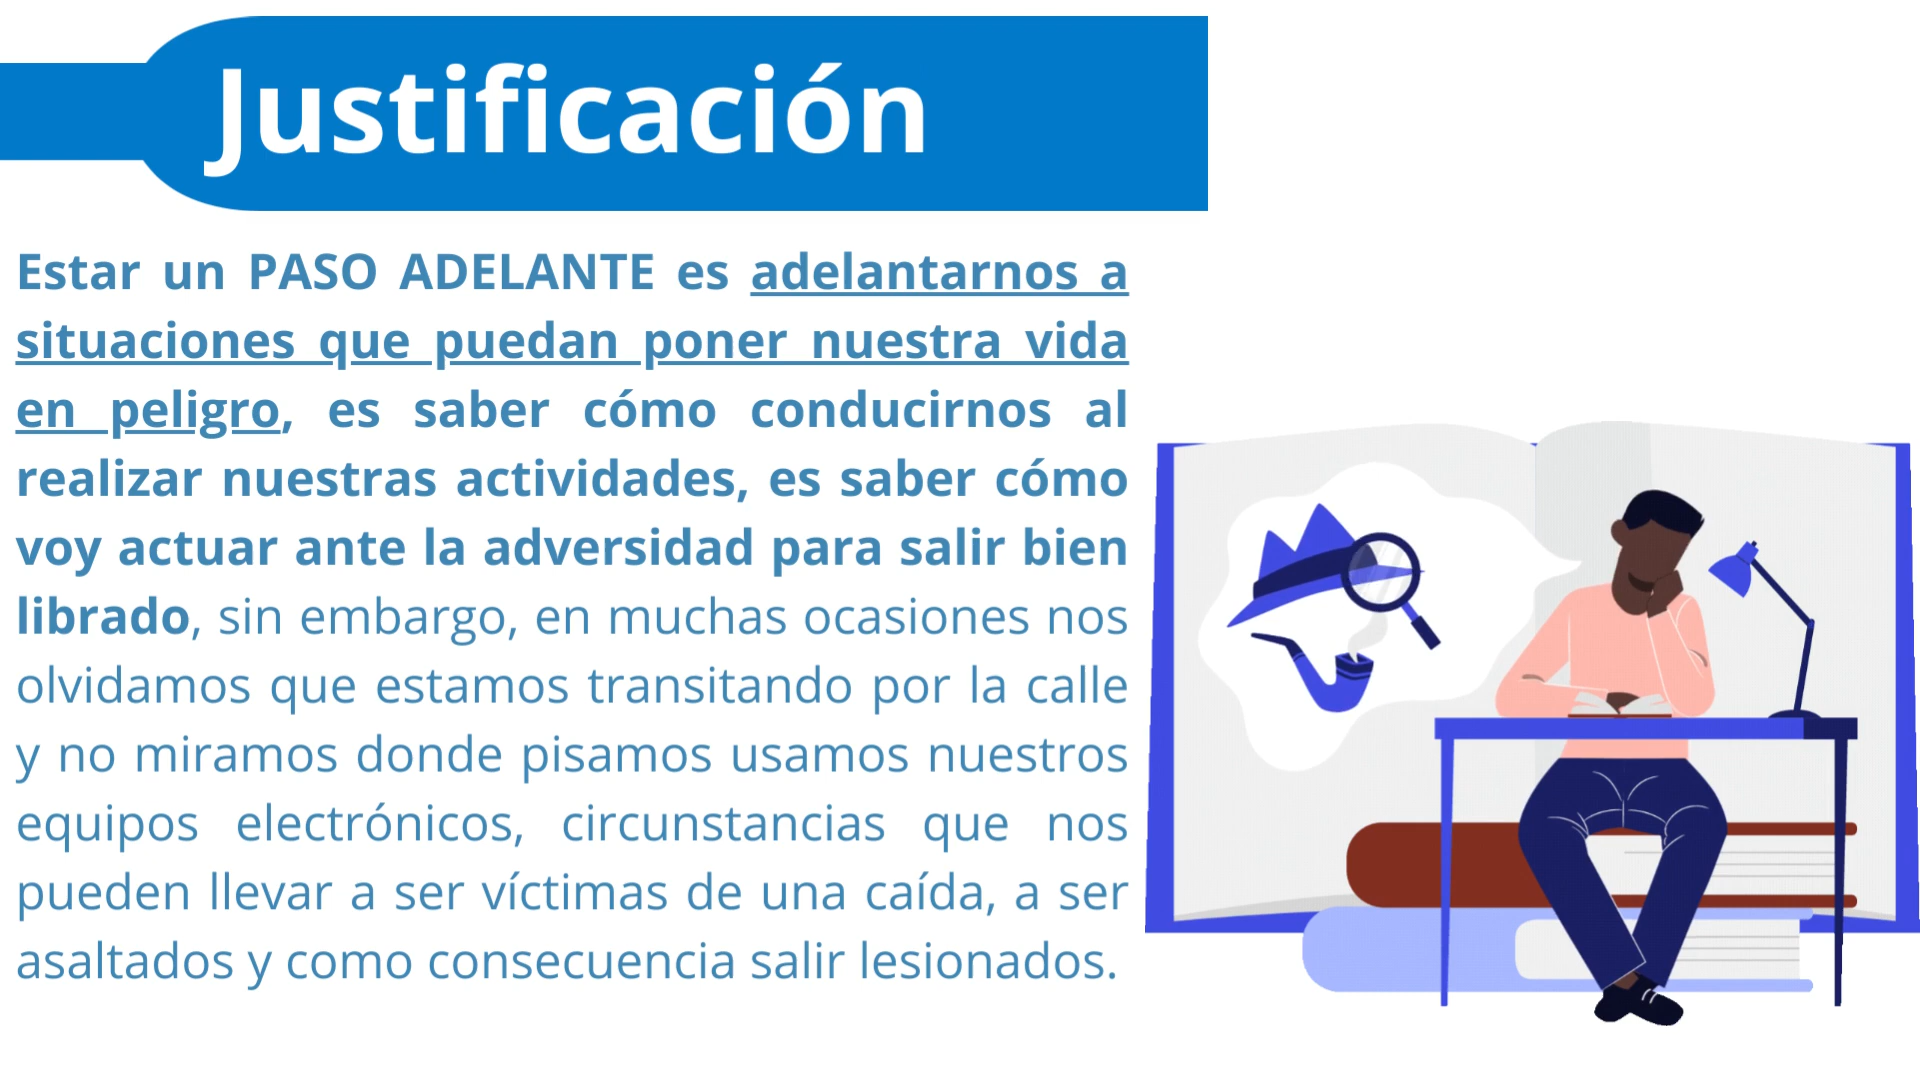 Justificación
Estar un PASO ADELANTE es adelantarnos a
situaciones que puedan poner nuestra vida
en peligro, es saber cómo conducirnos al
realizar nuestras actividades, es saber cómo
voy actuar ante la adversidad para salir bien
librado, sin embargo, en muchas ocasiones nos
olvidamos que estamos transitando por la calle
y no miramos donde pisamos usamos nuestros
equipos electrónicos, circunstancias que nos
pueden llevar a ser víctimas de una caída, a ser
asaltados y como consecuencia salir lesionados.